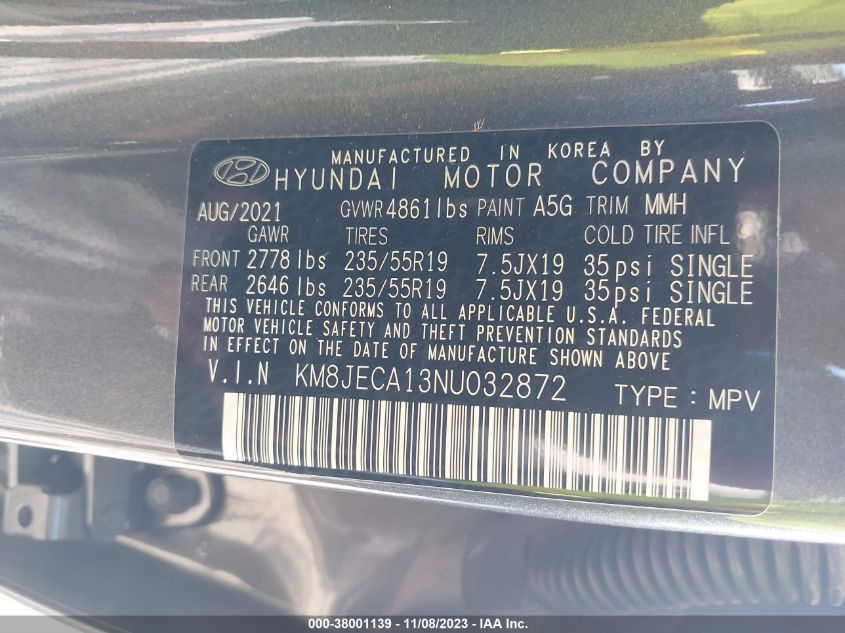 MANUFACTURED IN KOREA BY
HYUNDAI MOTOR COMPANY
AUG/2021 GVWR 4861lbs PAINT A5G TRIM MMH
GAWR TIRES RIMS COLD TIRE INFL
FRONT 2778 lbs 235/55R19 7.5JX19 35psi SINGLE
REAR 2646 lbs 235/55R19 7.5JX19 35psi SINGLE
THIS VEHICLE CONFORMS TO ALL APPLICABLE U.S.A. FEDERAL
MOTOR VEHICLE SAFETY AND THEFT PREVENTION STANDARDS
IN EFFECT ON THE DATE OF MANUFACTURE SHOWN ABOVE
V.I.N KM8JECA13NU032872 TYPE : MPV
000-38001139 - 11/08/2023 - IAA Inc.